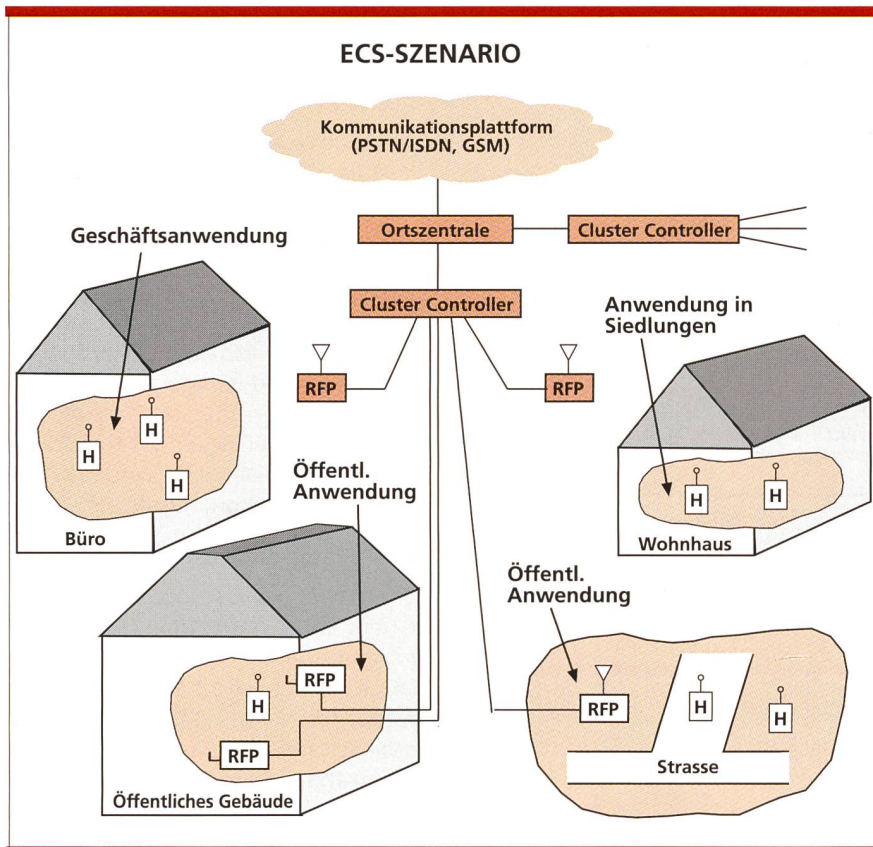 ECS-SZENARIO
Kommunikationsplattform
(PSTN/ISDN, GSM)
Ortszentrale
Cluster Controller
Geschäftsanwendung
Cluster Controller
Anwendung in
Siedlungen
RFP
RFP
H
H
H
Büro
Öffentl.
Anwendung
H
H
Wohnhaus
Öffentl.
Anwendung
RFP
H
RFP
Öffentliches Gebäude
RFP
H
H
Strasse